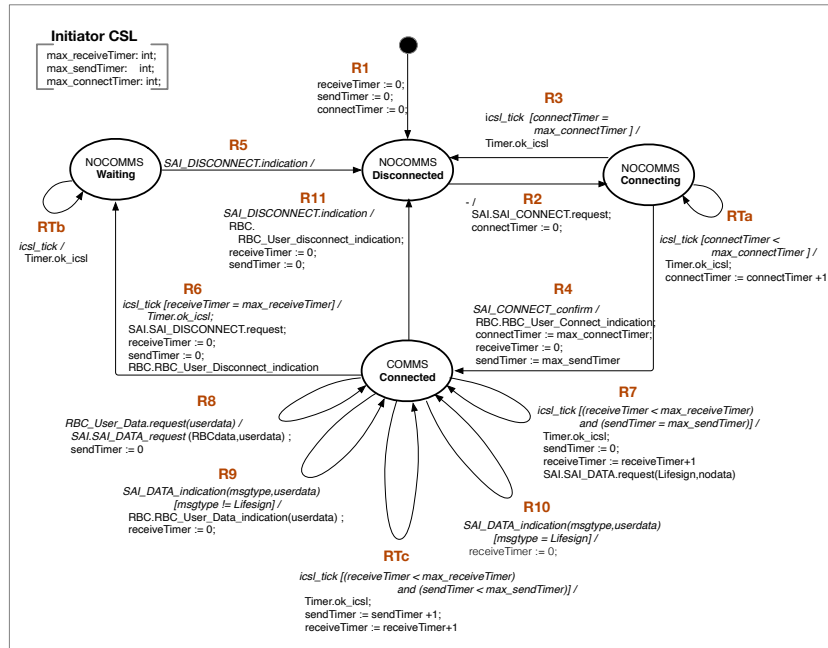 Initiator CSL
max_receiveTimer: int;
max_sendTimer: int;
max_connectTimer: int;
R1
receiveTimer := 0;
sendTimer := 0;
connectTimer := 0;
R3
icsl_tick [connectTimer =
max_connectTimer ] /
Timer.ok_icsl
R5
SAI_DISCONNECT.indication /
NOCOMMS
Waiting
NOCOMMS
Disconnected
NOCOMMS
Connecting
RTb
icsl_tick /
Timer.ok_icsl
R11
SAI_DISCONNECT.indication /
RBC.
RBC_User_disconnect_indication;
receiveTimer := 0;
sendTimer := 0;
R2
- /
SAI.SAI_CONNECT.request;
connectTimer := 0;
RTa
icsl_tick [connectTimer <
max_connectTimer ] /
Timer.ok_icsl;
connectTimer := connectTimer +1
R6
icsl_tick [receiveTimer = max_receiveTimer] /
Timer.ok_icsl;
SAI.SAI_DISCONNECT.request;
receiveTimer := 0;
sendTimer := 0;
RBC.RBC_User_Disconnect_indication
R4
SAI_CONNECT_confirm /
RBC.RBC_User_Connect_indication;
connectTimer := max_connectTimer;
receiveTimer := 0;
sendTimer := max_sendTimer
COMMS
Connected
R8
RBC_User_Data.request(userdata) /
SAI.SAI_DATA_request (RBCdata,userdata) ;
sendTimer := 0
R7
icsl_tick [(receiveTimer < max_receiveTimer)
and (sendTimer = max_sendTimer)] /
Timer.ok_icsl;
sendTimer := 0;
receiveTimer := receiveTimer+1
SAI.SAI_DATA.request(Lifesign,nodata)
R9
SAI_DATA_indication(msgtype,userdata)
[msgtype != Lifesign] /
RBC.RBC_User_Data_indication(userdata) ;
receiveTimer := 0;
R10
SAI_DATA_indication(msgtype,userdata)
[msgtype = Lifesign] /
receiveTimer := 0;
RTc
icsl_tick [(receiveTimer < max_receiveTimer)
and (sendTimer < max_sendTimer)] /
Timer.ok_icsl;
sendTimer := sendTimer +1;
receiveTimer := receiveTimer+1